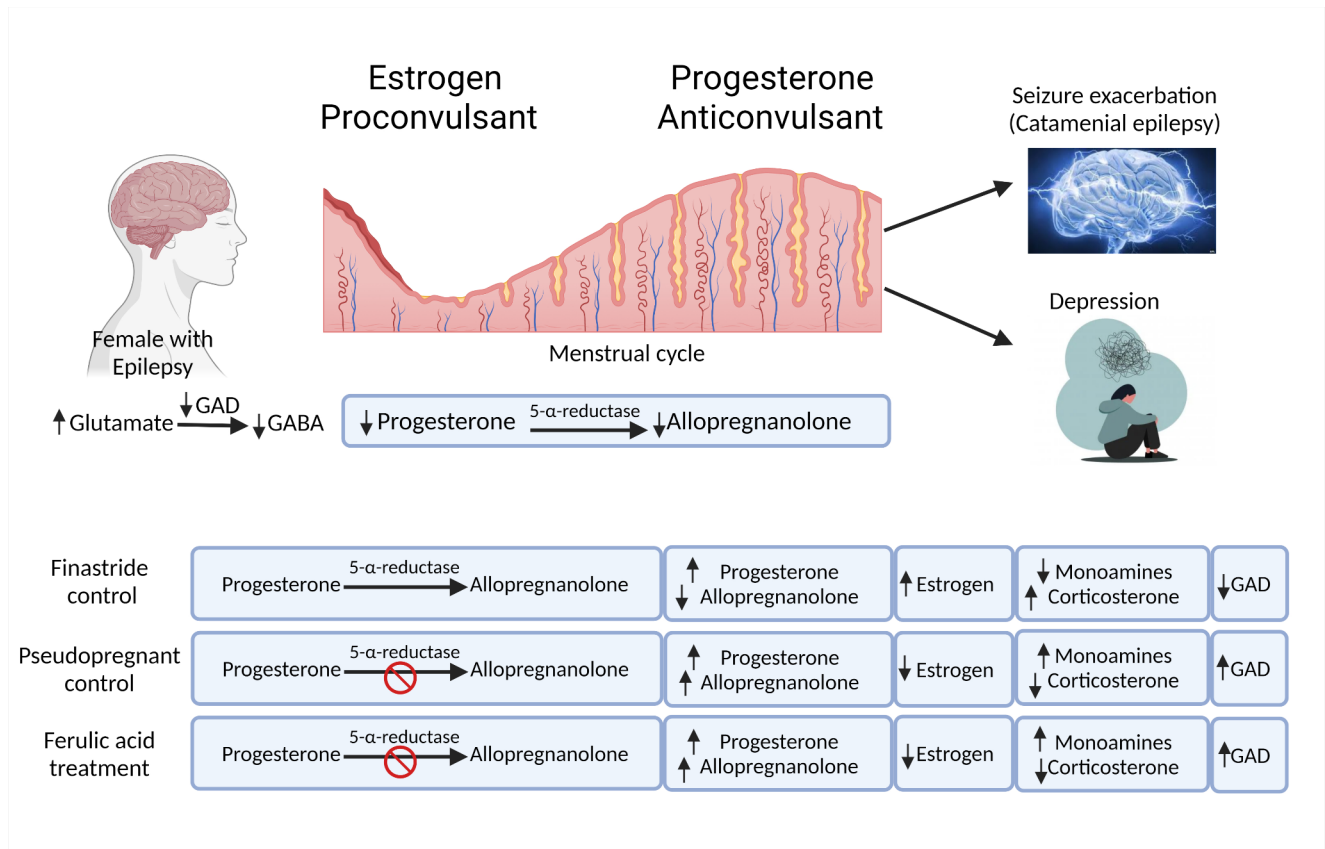 Estrogen
Proconvulsant
Progesterone
Anticonvulsant
Seizure exacerbation
(Catamenial epilepsy)
Female with
Epilepsy
Menstrual cycle
Depression
↑ Glutamate ↓ GAD ↓ GABA
↓ Progesterone 5-α-reductase ↓ Allopregnanolone
Finastride
control
Progesterone 5-α-reductase Allopregnanolone
↑ Progesterone
↓ Allopregnanolone
↑ Estrogen
↓ Monoamines
↑ Corticosterone
↓ GAD
Pseudopregnant
control
Progesterone 5-α-reductase Allopregnanolone
↑ Progesterone
↑ Allopregnanolone
↓ Estrogen
↑ Monoamines
↓ Corticosterone
↑ GAD
Ferulic acid
treatment
Progesterone 5-α-reductase Allopregnanolone
↑ Progesterone
↑ Allopregnanolone
↓ Estrogen
↑ Monoamines
↓ Corticosterone
↑ GAD